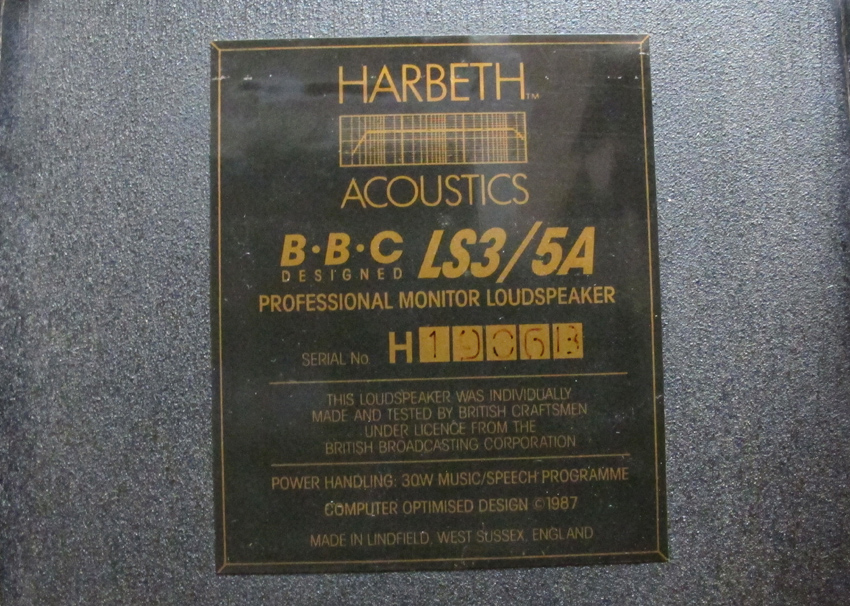 HARBETH™
ACOUSTICS
B·B·C LS3/5A
DESIGNED
PROFESSIONAL MONITOR LOUDSPEAKER
SERIAL No H
THIS LOUDSPEAKER WAS INDIVIDUALLY
MADE AND TESTED BY BRITISH CRAFTSMEN
UNDER LICENCE FROM THE
BRITISH BROADCASTING CORPORATION
POWER HANDLING: 30W MUSIC/SPEECH PROGRAMME
COMPUTER OPTIMISED DESIGN ©1987
MADE IN LINDFIELD, WEST SUSSEX, ENGLAND